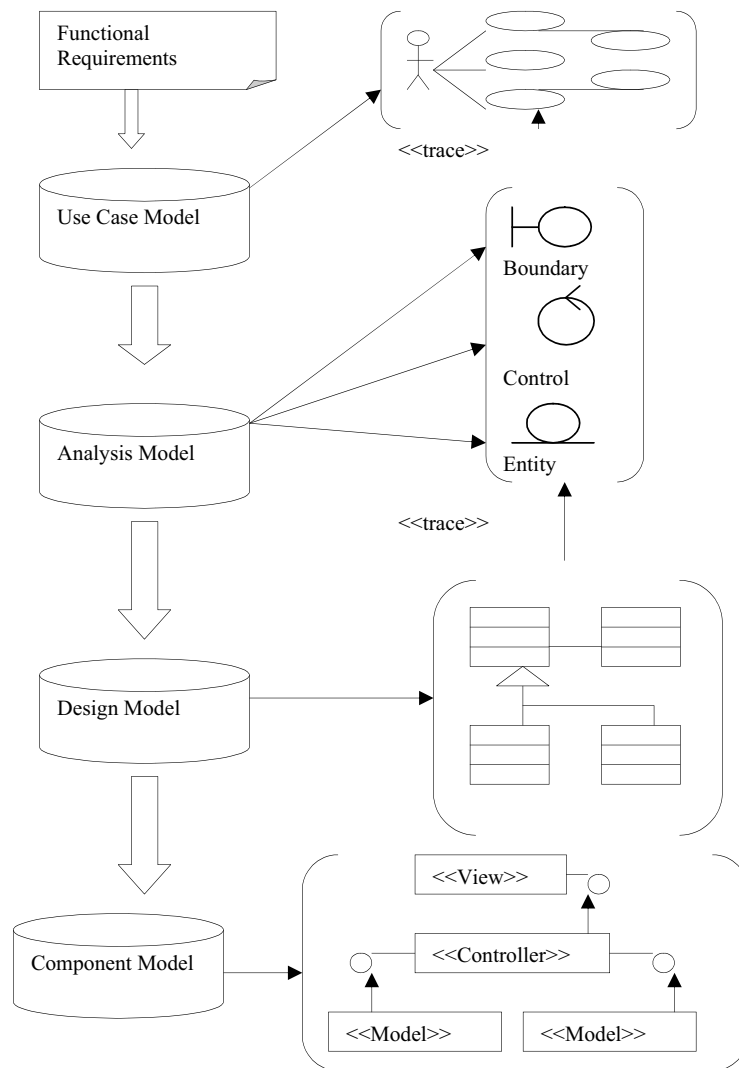 Functional
Requirements
<<trace>>
Use Case Model
Boundary
Control
Analysis Model
Entity
<<trace>>
Design Model
<<View>>
<<Controller>>
Component Model
<<Model>>
<<Model>>